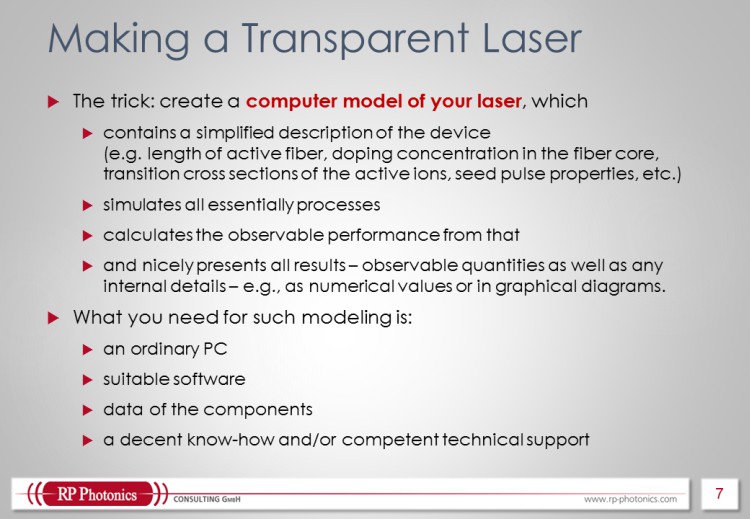 Making a Transparent Laser
The trick: create a computer model of your laser, which
contains a simplified description of the device
(e.g. length of active fiber, doping concentration in the fiber core,
transition cross sections of the active ions, seed pulse properties, etc.)
simulates all essentially processes
calculates the observable performance from that
and nicely presents all results – observable quantities as well as any
internal details – e.g., as numerical values or in graphical diagrams.
What you need for such modeling is:
an ordinary PC
suitable software
data of the components
a decent know-how and/or competent technical support
RP Photonics CONSULTING GmbH
www.rp-photonics.com
7